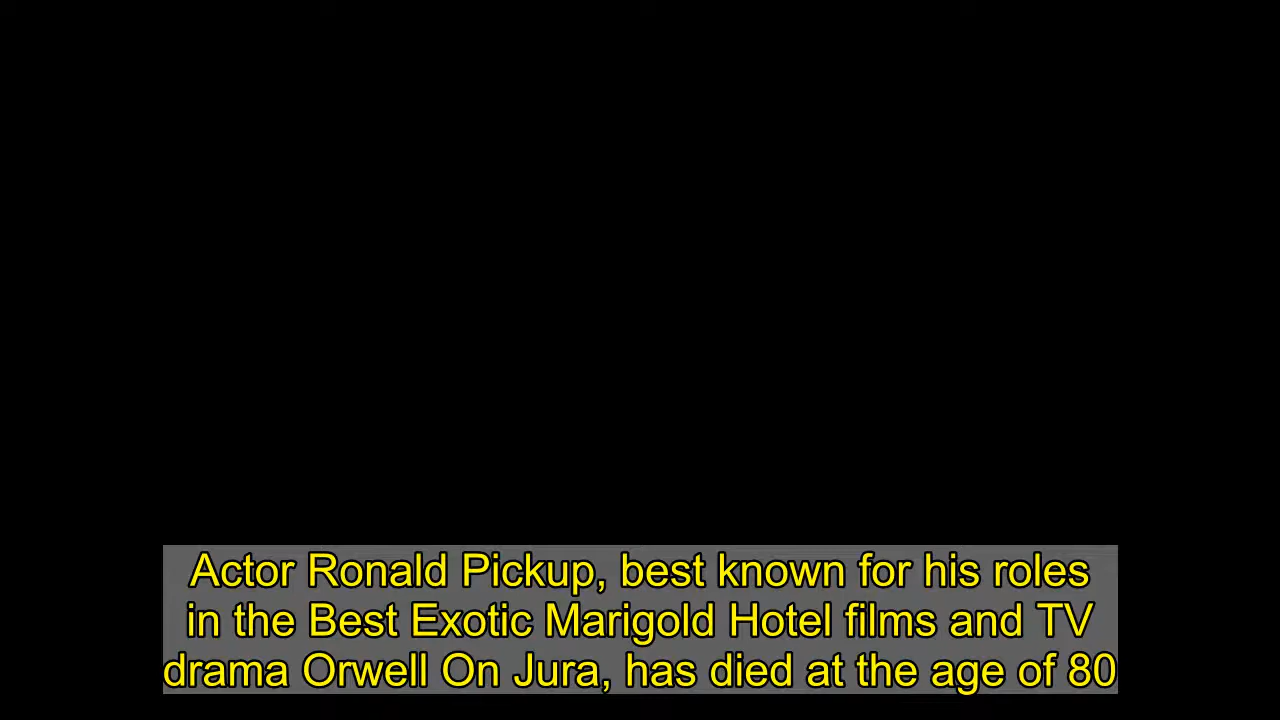 Actor Ronald Pickup, best known for his roles
in the Best Exotic Marigold Hotel films and TV
drama Orwell On Jura, has died at the age of 80